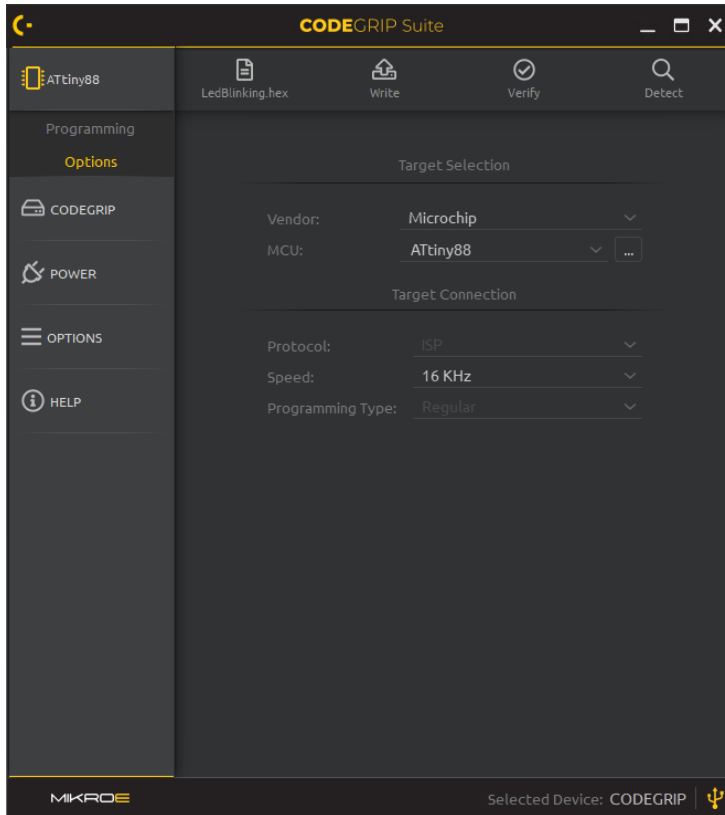 CODEGRIP Suite
ATtiny88
LedBlinking.hex
Write
Verify
Detect
Programming
Options
CODEGRIP
POWER
OPTIONS
HELP
Target Selection
Vendor: Microchip
MCU: ATtiny88 ...
Target Connection
Protocol: ISP
Speed: 16 KHz
Programming Type: Regular
MIKROE
Selected Device: CODEGRIP